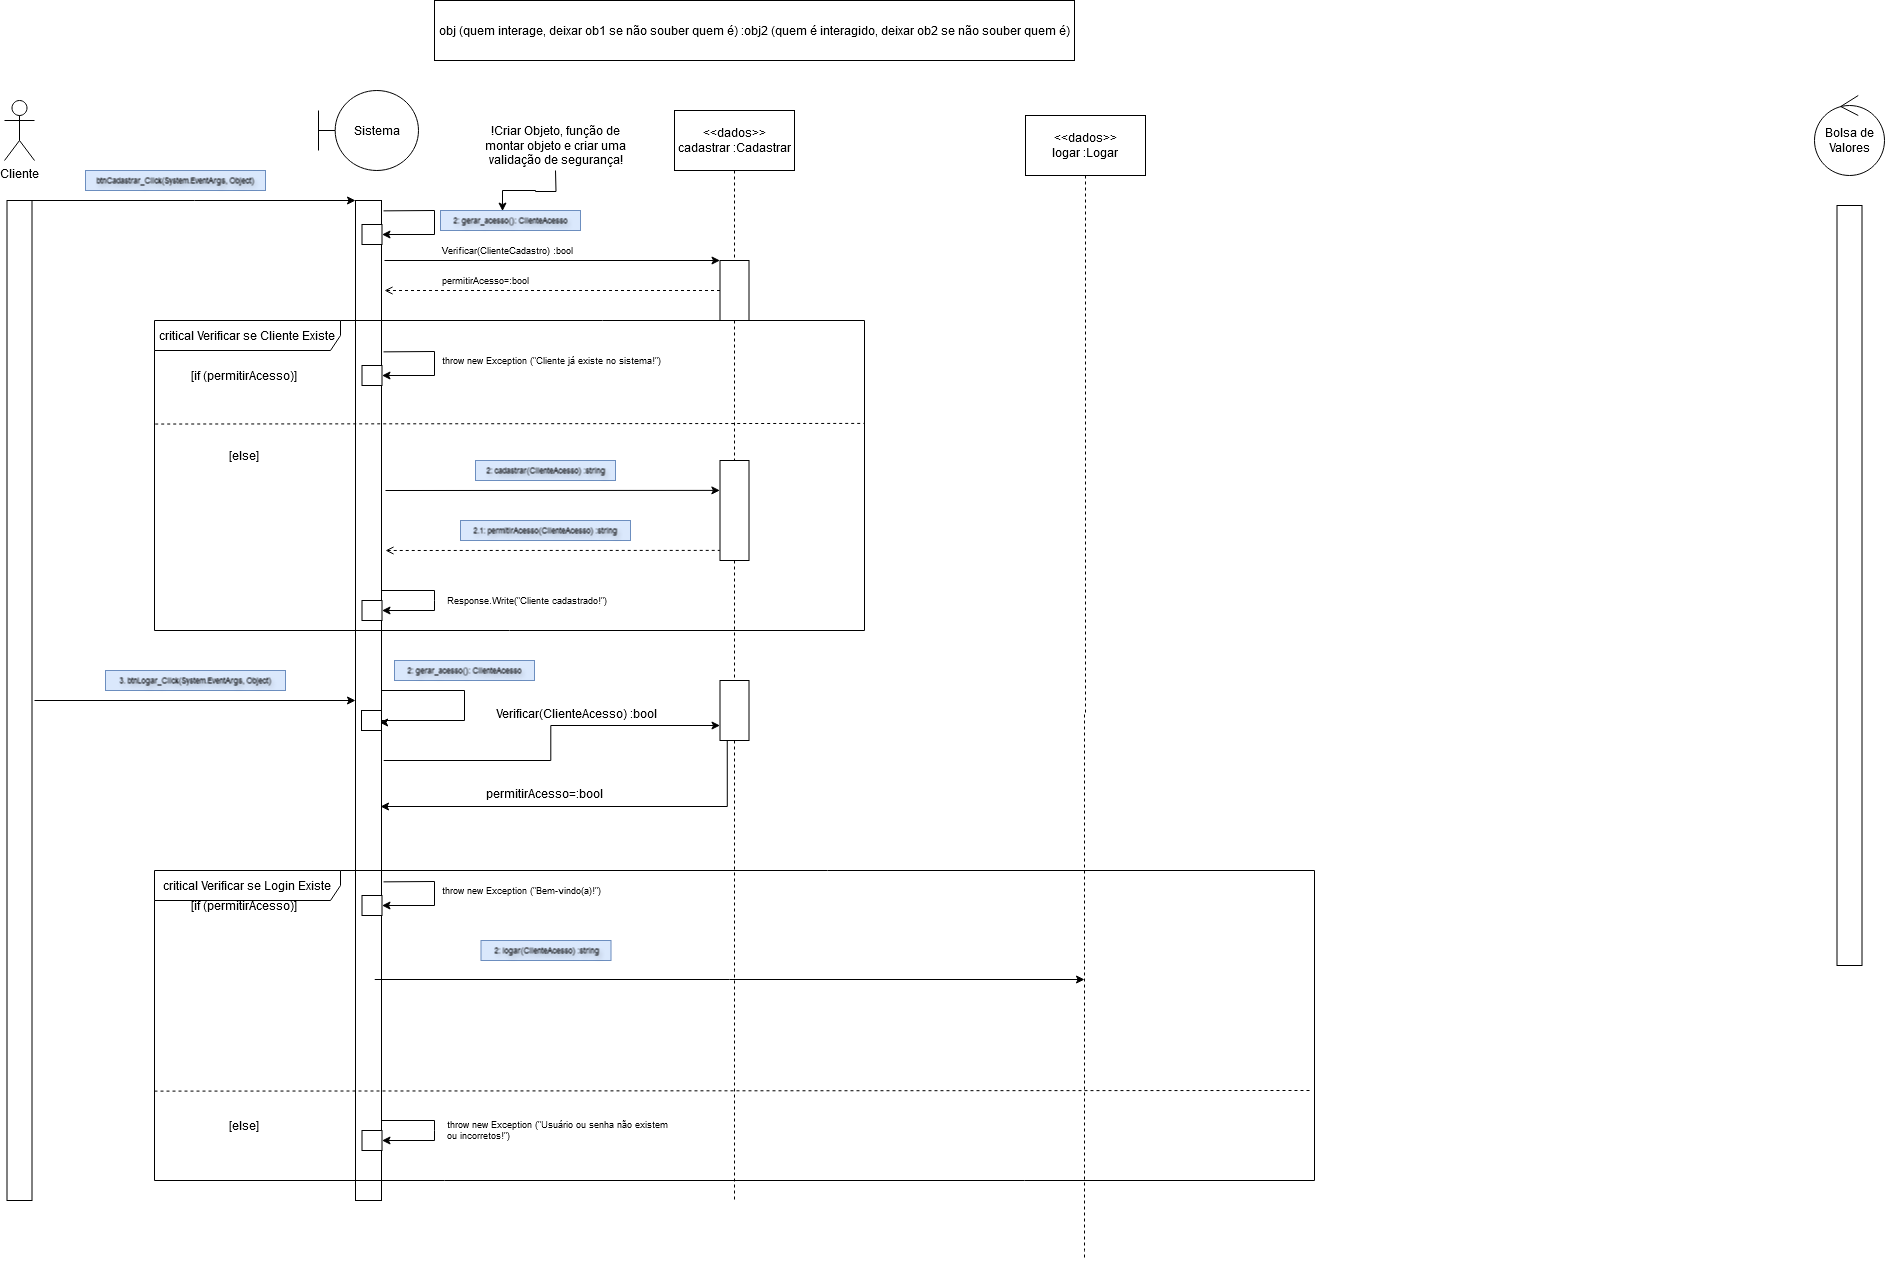 obj (quem interage, deixar ob1 se não souber quem é) :obj2 (quem é interagido, deixar ob2 se não souber quem é)
Cliente
Sistema
!Criar Objeto, função de
montar objeto e criar uma
validação de segurança!
<<dados>>
cadastrar :Cadastrar
<<dados>>
logar :Logar
Bolsa de
Valores
btnCadastrar_Click(System.EventArgs, Object)
2: gerar_acesso(): ClienteAcesso
Verificar(ClienteCadastro) :bool
permitirAcesso=:bool
critical Verificar se Cliente Existe
throw new Exception ("Cliente já existe no sistema!")
[if (permitirAcesso)]
[else]
2: cadastrar(ClienteAcesso) :string
2.1: permitirAcesso(ClienteAcesso) :string
Response.Write("Cliente cadastrado!")
2: gerar_acesso(): ClienteAcesso
3. btnLogar_Click(System.EventArgs, Object)
Verificar(ClienteAcesso) :bool
permitirAcesso=:bool
critical Verificar se Login Existe
throw new Exception ("Bem-vindo(a)!")
[if (permitirAcesso)]
2: logar(ClienteAcesso) :string
[else]
throw new Exception ("Usuário ou senha não existem
ou incorretos!")